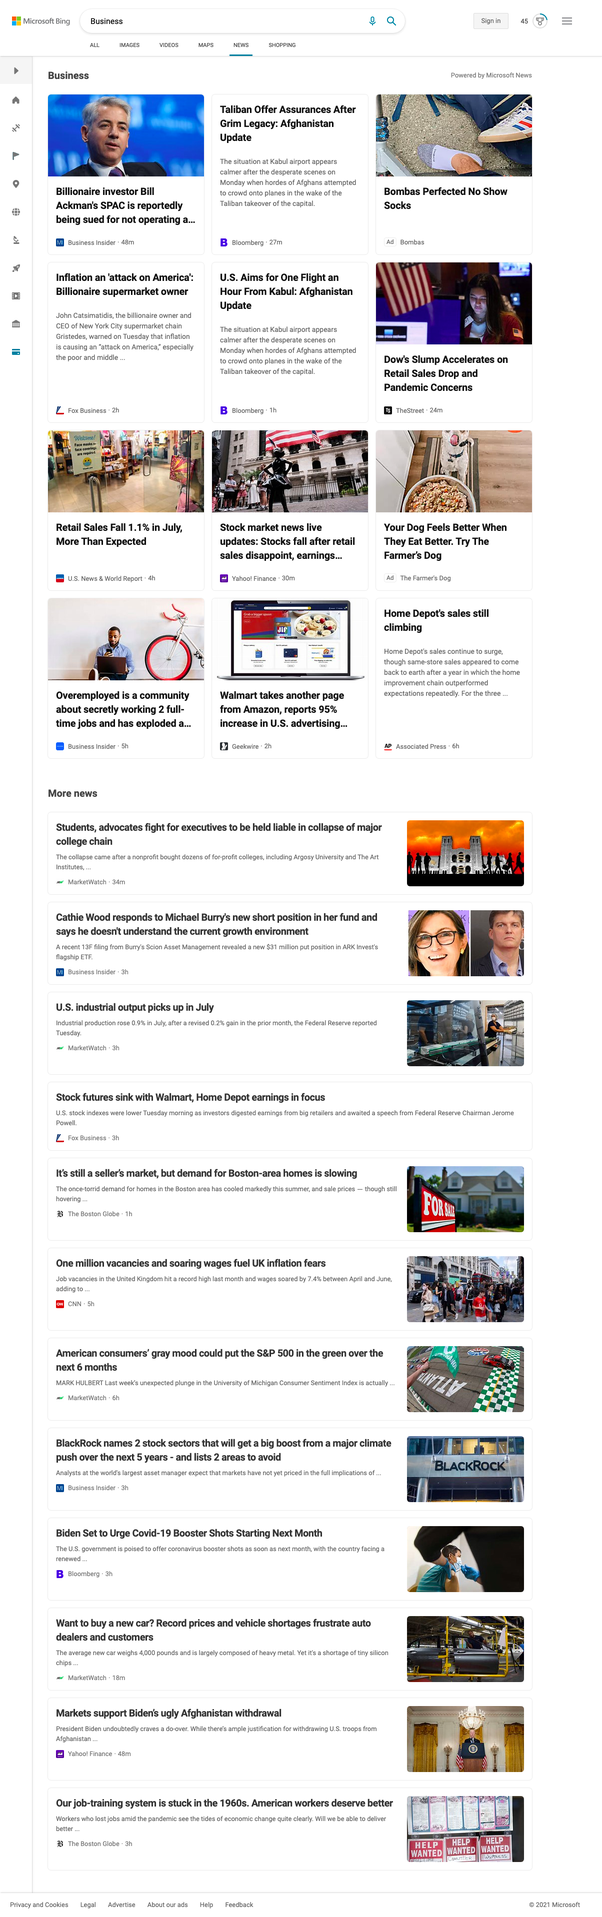 Microsoft Bing
Business
Sign in
45
ALL
IMAGES
VIDEOS
MAPS
NEWS
SHOPPING
Business
Powered by Microsoft News
Billionaire investor Bill
Ackman's SPAC is reportedly
being sued for not operating a...
Business Insider · 48m
Taliban Offer Assurances After
Grim Legacy: Afghanistan
Update
The situation at Kabul airport appears
calmer after the desperate scenes on
Monday when hordes of Afghans attempted
to crowd onto planes in the wake of the
Taliban takeover of the capital.
Bloomberg · 27m
Bombas Perfected No Show
Socks
Ad Bombas
Inflation an 'attack on America':
Billionaire supermarket owner
John Catsimatidis, the billionaire owner and
CEO of New York City supermarket chain
Gristedes, warned on Tuesday that inflation
is causing an "attack on America," especially
the poor and middle ...
Fox Business · 2h
U.S. Aims for One Flight an
Hour From Kabul: Afghanistan
Update
The situation at Kabul airport appears
calmer after the desperate scenes on
Monday when hordes of Afghans attempted
to crowd onto planes in the wake of the
Taliban takeover of the capital.
Bloomberg · 1h
Dow's Slump Accelerates on
Retail Sales Drop and
Pandemic Concerns
TheStreet · 24m
Retail Sales Fall 1.1% in July,
More Than Expected
U.S. News & World Report · 4h
Stock market news live
updates: Stocks fall after retail
sales disappoint, earnings...
Yahoo! Finance · 30m
Your Dog Feels Better When
They Eat Better. Try The
Farmer's Dog
Ad The Farmer's Dog
Overemployed is a community
about secretly working 2 full-
time jobs and has exploded a...
Business Insider · 5h
Walmart takes another page
from Amazon, reports 95%
increase in U.S. advertising...
Geekwire · 2h
Home Depot's sales still
climbing
Home Depot's sales continue to surge,
though same-store sales appeared to come
back to earth after a year in which the home
improvement chain outperformed
expectations repeatedly. For the three ...
AP Associated Press · 6h
More news
Students, advocates fight for executives to be held liable in collapse of major
college chain
The collapse came after a nonprofit bought dozens of for-profit colleges, including Argosy University and The Art
Institutes, ...
MarketWatch · 34m
Cathie Wood responds to Michael Burry's new short position in her fund and
says he doesn't understand the current growth environment
A recent 13F filing from Burry's Scion Asset Management revealed a new $31 million put position in ARK Invest's
flagship ETF.
Business Insider · 3h
U.S. industrial output picks up in July
Industrial production rose 0.9% in July, after a revised 0.2% gain in the prior month, the Federal Reserve reported
Tuesday.
MarketWatch · 3h
Stock futures sink with Walmart, Home Depot earnings in focus
U.S. stock indexes were lower Tuesday morning as investors digested earnings from big retailers and awaited a speech from Federal Reserve Chairman Jerome
Powell.
Fox Business · 3h
It's still a seller's market, but demand for Boston-area homes is slowing
The once-torrid demand for homes in the Boston area has cooled markedly this summer, and sale prices — though still
hovering ...
The Boston Globe · 1h
FOR SALE
One million vacancies and soaring wages fuel UK inflation fears
Job vacancies in the United Kingdom hit a record high last month and wages soared by 7.4% between April and June,
adding to ...
CNN · 5h
American consumers' gray mood could put the S&P 500 in the green over the
next 6 months
MARK HULBERT Last week's unexpected plunge in the University of Michigan Consumer Sentiment Index is actually ...
MarketWatch · 6h
ATLANTA
BlackRock names 2 stock sectors that will get a big boost from a major climate
push over the next 5 years - and lists 2 areas to avoid
Analysts at the world's largest asset manager expect that markets have not yet priced in the full implications of ...
Business Insider · 3h
BLACKROCK
Biden Set to Urge Covid-19 Booster Shots Starting Next Month
The U.S. government is poised to offer coronavirus booster shots as soon as next month, with the country facing a
renewed ...
Bloomberg · 3h
Want to buy a new car? Record prices and vehicle shortages frustrate auto
dealers and customers
The average new car weighs 4,000 pounds and is largely composed of heavy metal. Yet it's a shortage of tiny silicon
chips ...
MarketWatch · 18m
Markets support Biden's ugly Afghanistan withdrawal
President Biden undoubtedly craves a do-over. While there's ample justification for withdrawing U.S. troops from
Afghanistan ...
Yahoo! Finance · 48m
Our job-training system is stuck in the 1960s. American workers deserve better
Workers who lost jobs amid the pandemic see the tides of economic change quite clearly. Will we be able to deliver
better ...
The Boston Globe · 3h
HELP WANTED
HELP WANTED
HELP WANTED
Privacy and Cookies
Legal
Advertise
About our ads
Help
Feedback
© 2021 Microsoft